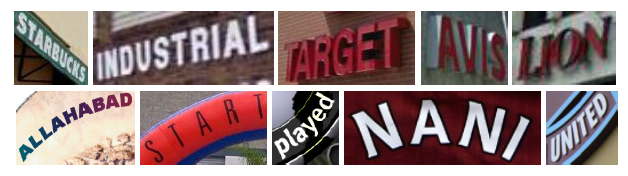 STARBUCKS
INDUSTRIAL
TARGET
AVIS
LION
ALLAHABAD
START
played
NANI
UNITED